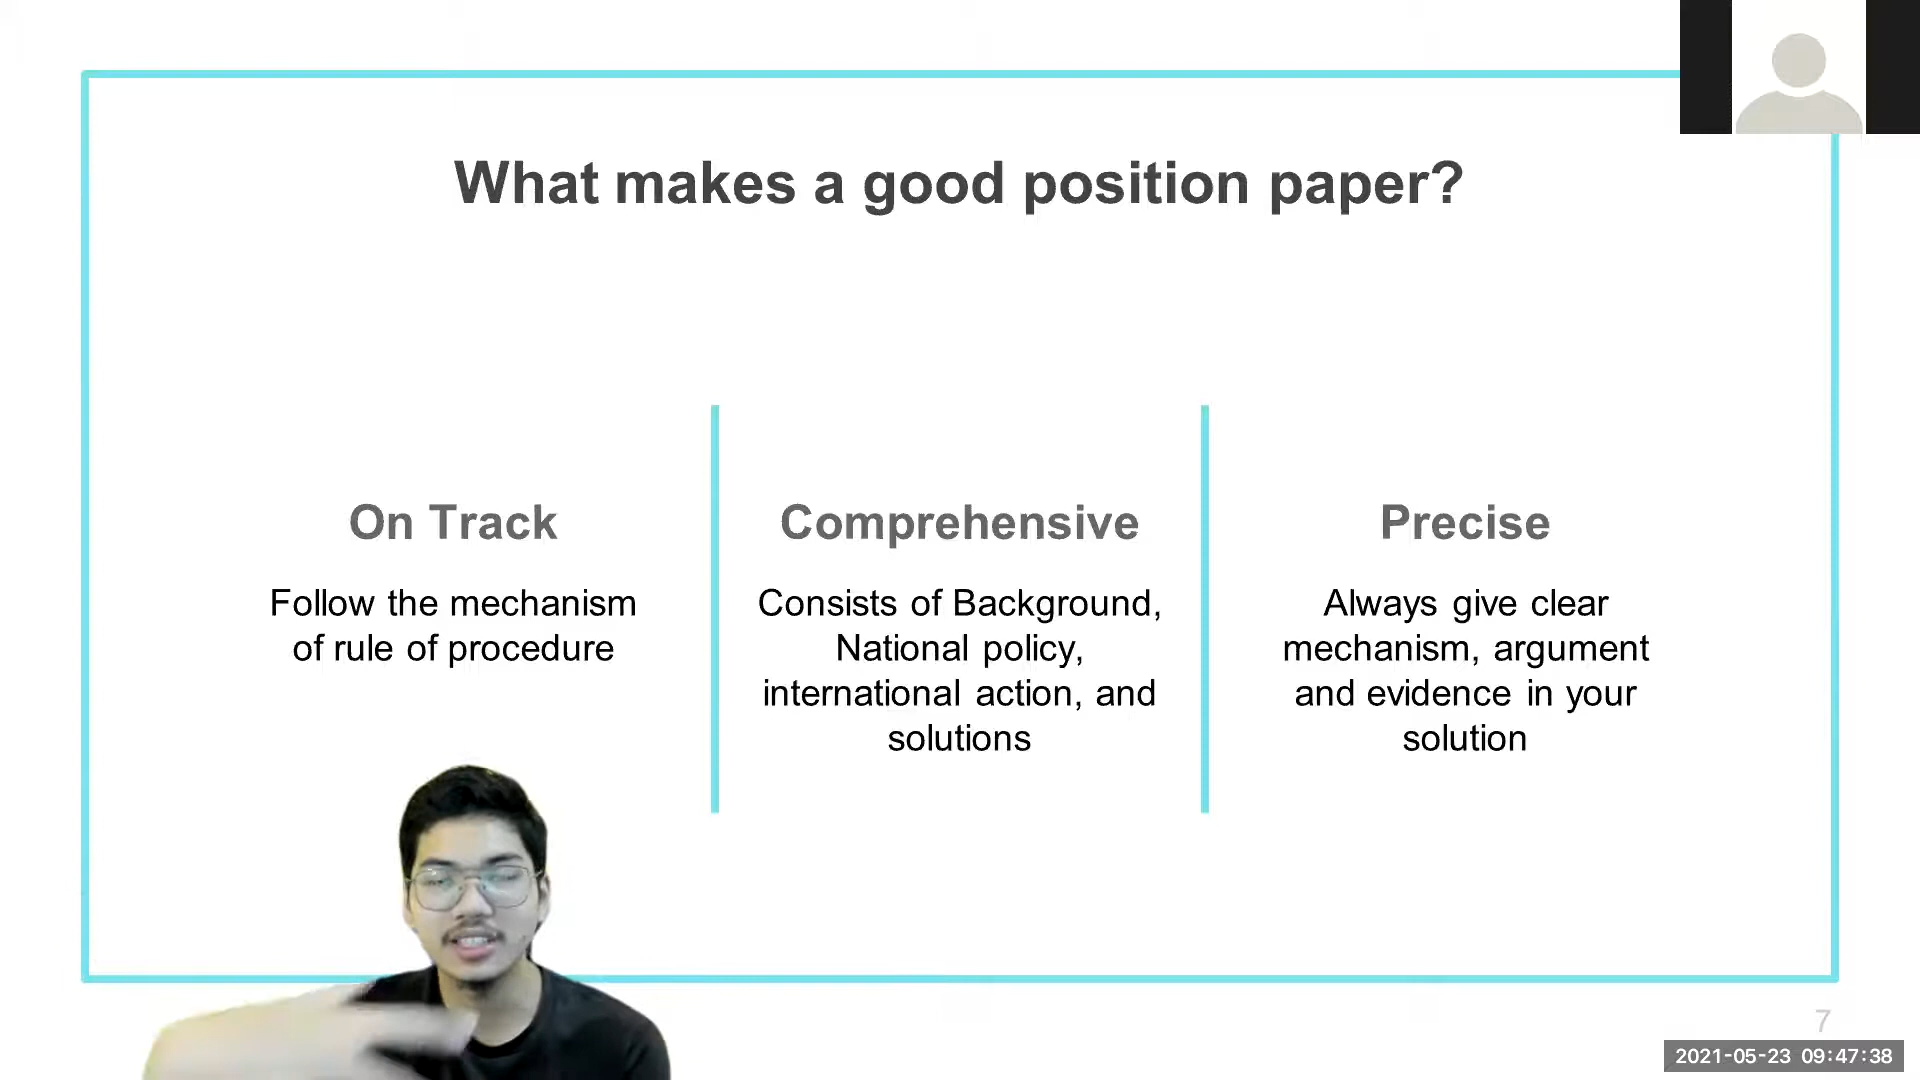 What makes a good position paper?
On Track
Follow the mechanism
of rule of procedure
Comprehensive
Consists of Background,
National policy,
international action, and
solutions
Precise
Always give clear
mechanism, argument
and evidence in your
solution
7
2021-05-23 09:47:38